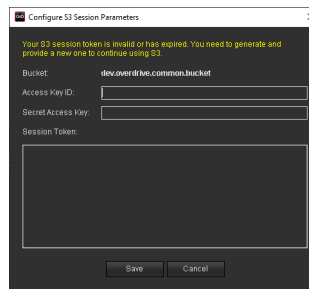 Configure S3 Session Parameters
Your S3 session token is invalid or has expired. You need to generate and
provide a new one to continue using S3.
Bucket: dev.overdrive.common.bucket
Access Key ID:
Secret Access Key:
Session Token:
Save Cancel